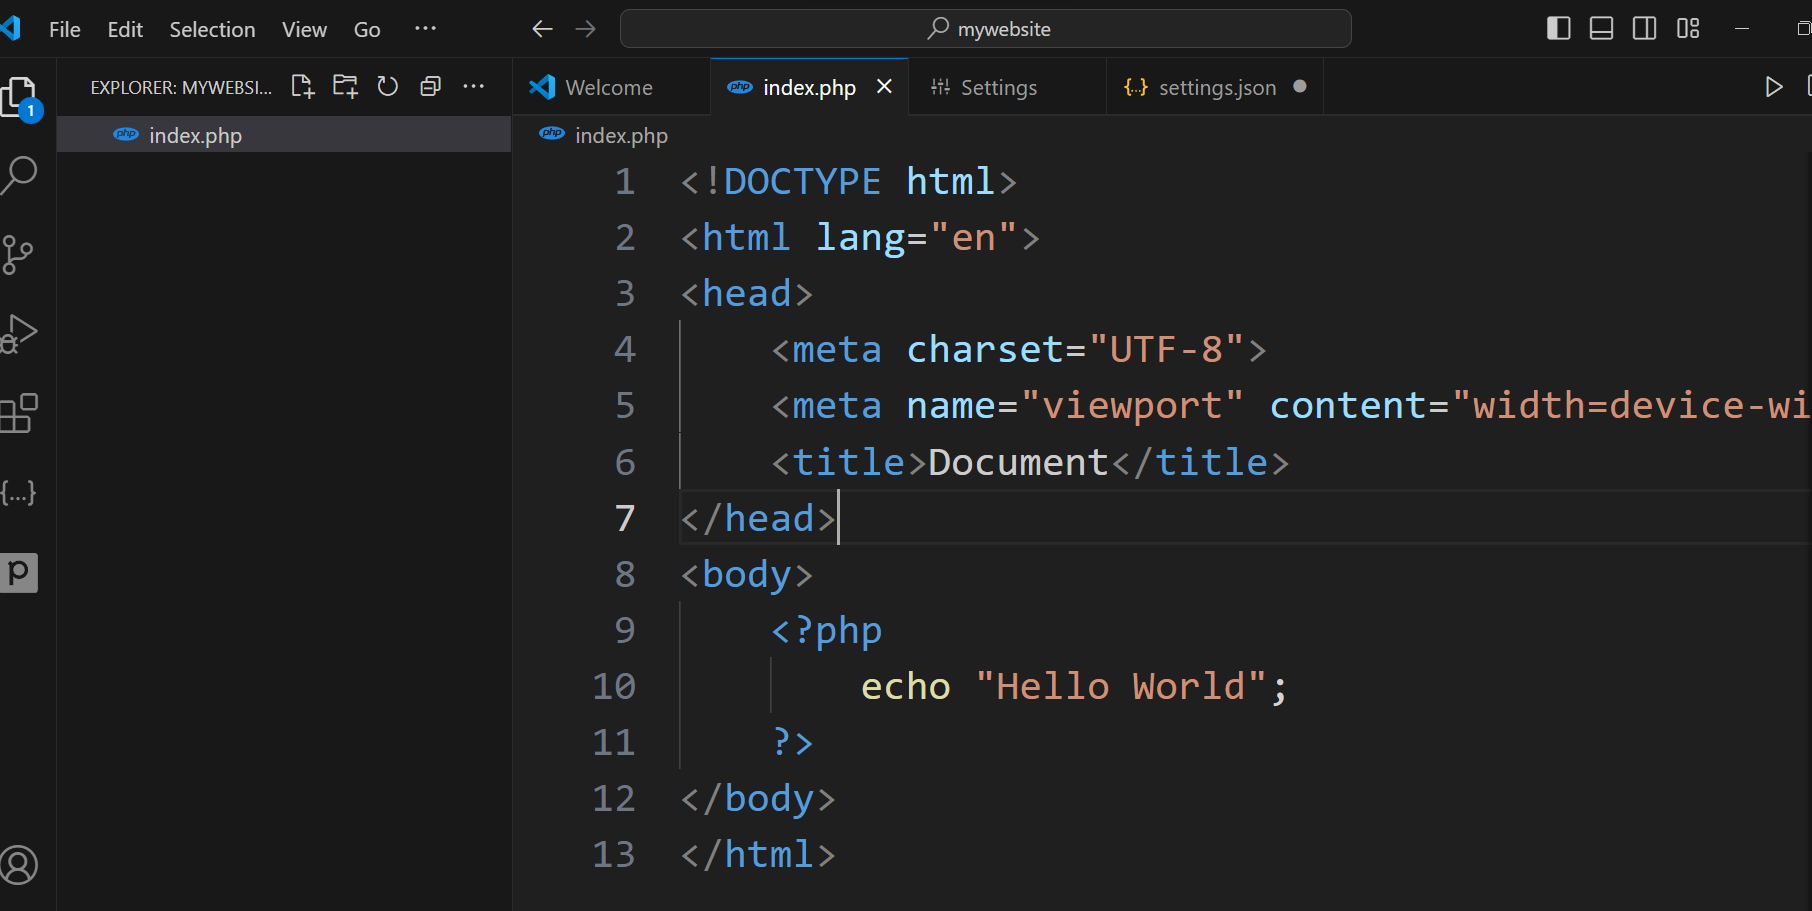 File Edit Selection View Go ···
mywebsite
EXPLORER: MYWEBSI...
1
php index.php
Welcome
php index.php
Settings
{..} settings.json
php index.php
1 <!DOCTYPE html>
2 <html lang="en">
3 <head>
4 <meta charset="UTF-8">
5 <meta name="viewport" content="width=device-wi
6 <title>Document</title>
7 </head>
8 <body>
9 <?php
10 echo "Hello World";
11 ?>
12 </body>
13 </html>
{...}
p